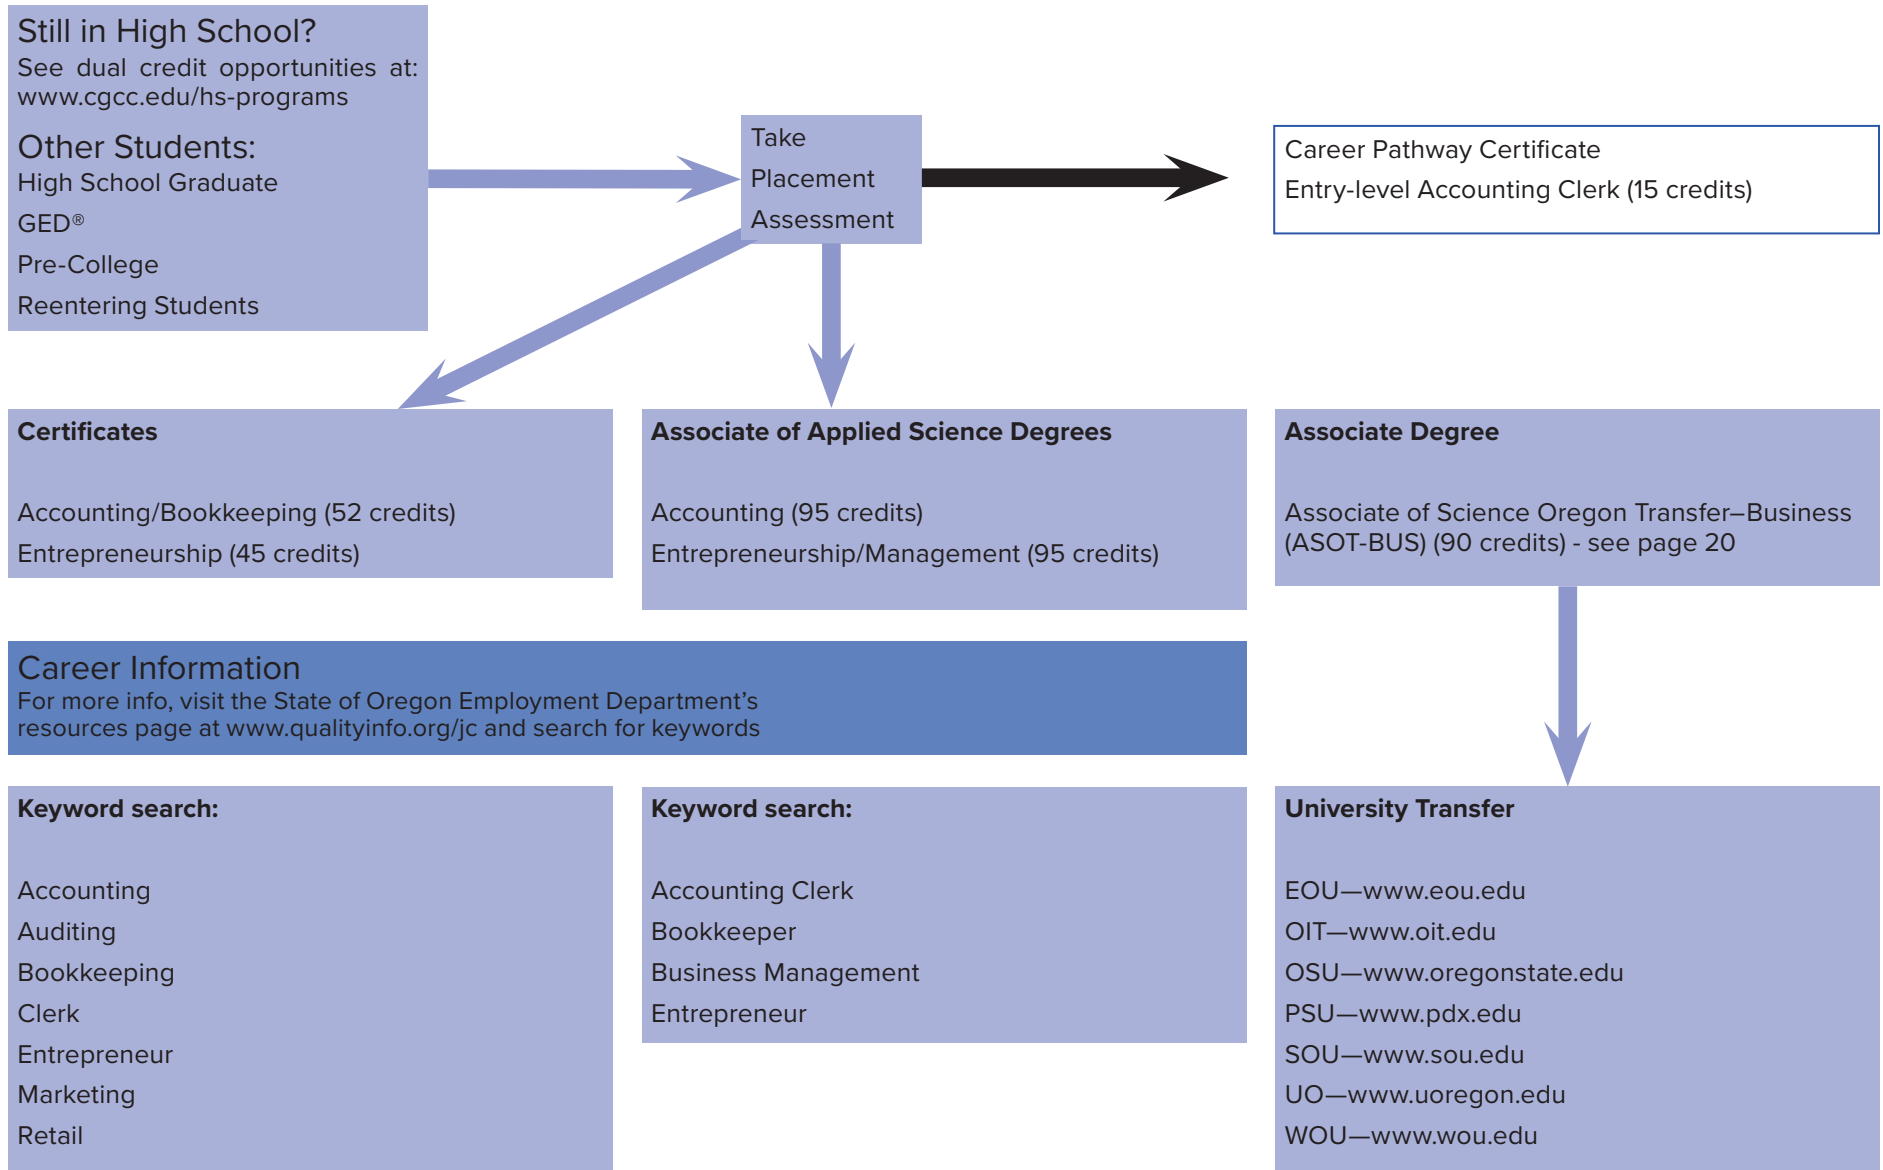 Still in High School?
See dual credit opportunities at:
www.cgcc.edu/hs-programs
Other Students:
High School Graduate
GED®
Pre-College
Reentering Students
Take
Placement
Assessment
Career Pathway Certificate
Entry-level Accounting Clerk (15 credits)
Certificates
Accounting/Bookkeeping (52 credits)
Entrepreneurship (45 credits)
Associate of Applied Science Degrees
Accounting (95 credits)
Entrepreneurship/Management (95 credits)
Associate Degree
Associate of Science Oregon Transfer–Business
(ASOT-BUS) (90 credits) - see page 20
Career Information
For more info, visit the State of Oregon Employment Department’s
resources page at www.qualityinfo.org/jc and search for keywords
Keyword search:
Accounting
Auditing
Bookkeeping
Clerk
Entrepreneur
Marketing
Retail
Keyword search:
Accounting Clerk
Bookkeeper
Business Management
Entrepreneur
University Transfer
EOU—www.eou.edu
OIT—www.oit.edu
OSU—www.oregonstate.edu
PSU—www.pdx.edu
SOU—www.sou.edu
UO—www.uoregon.edu
WOU—www.wou.edu